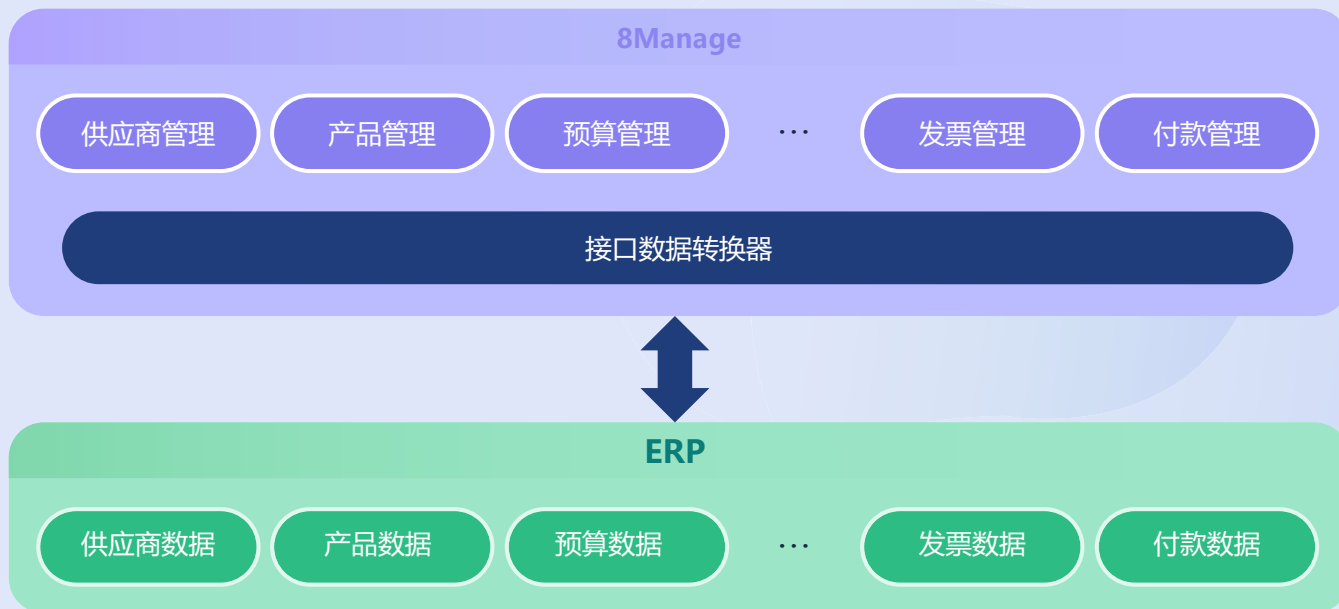 8Manage
供应商管理 产品管理 预算管理 … 发票管理 付款管理
接口数据转换器
ERP
供应商数据 产品数据 预算数据 … 发票数据 付款数据